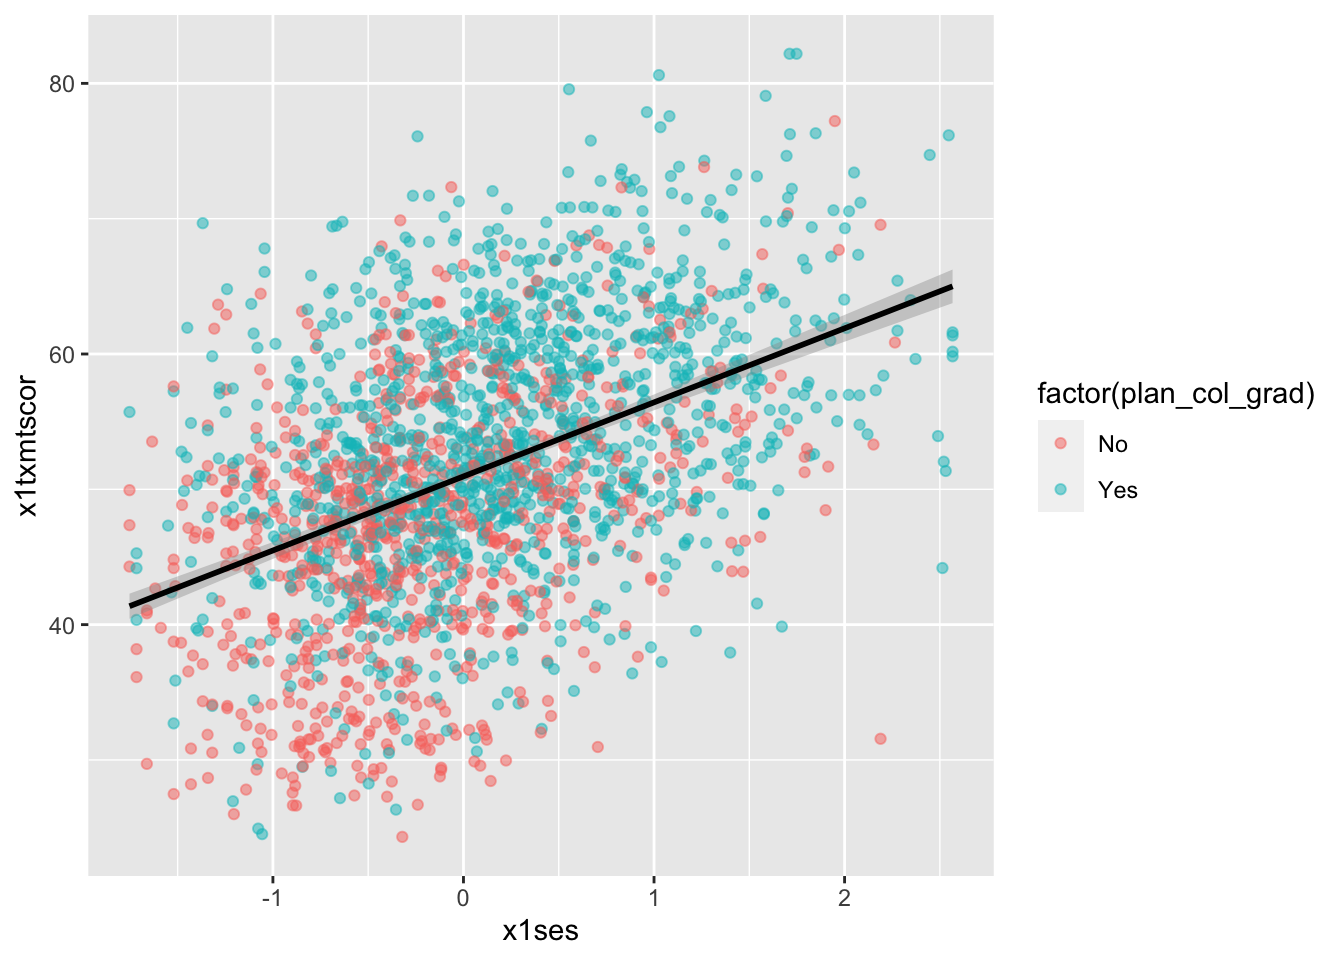 80
60
40
x1txmtscor
-1
0
1
2
x1ses
factor(plan_col_grad)
No
Yes